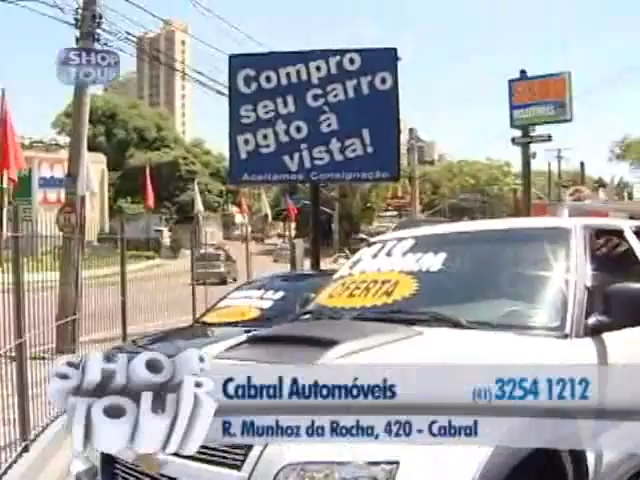 SHOP
TOUR
Compro
seu carro
pgto à
vista!
Aceitamos Consignação
OFERTA
SHOP
TOUR
Cabral Automóveis
(41) 3254 1212
R. Munhoz da Rocha, 420 - Cabral